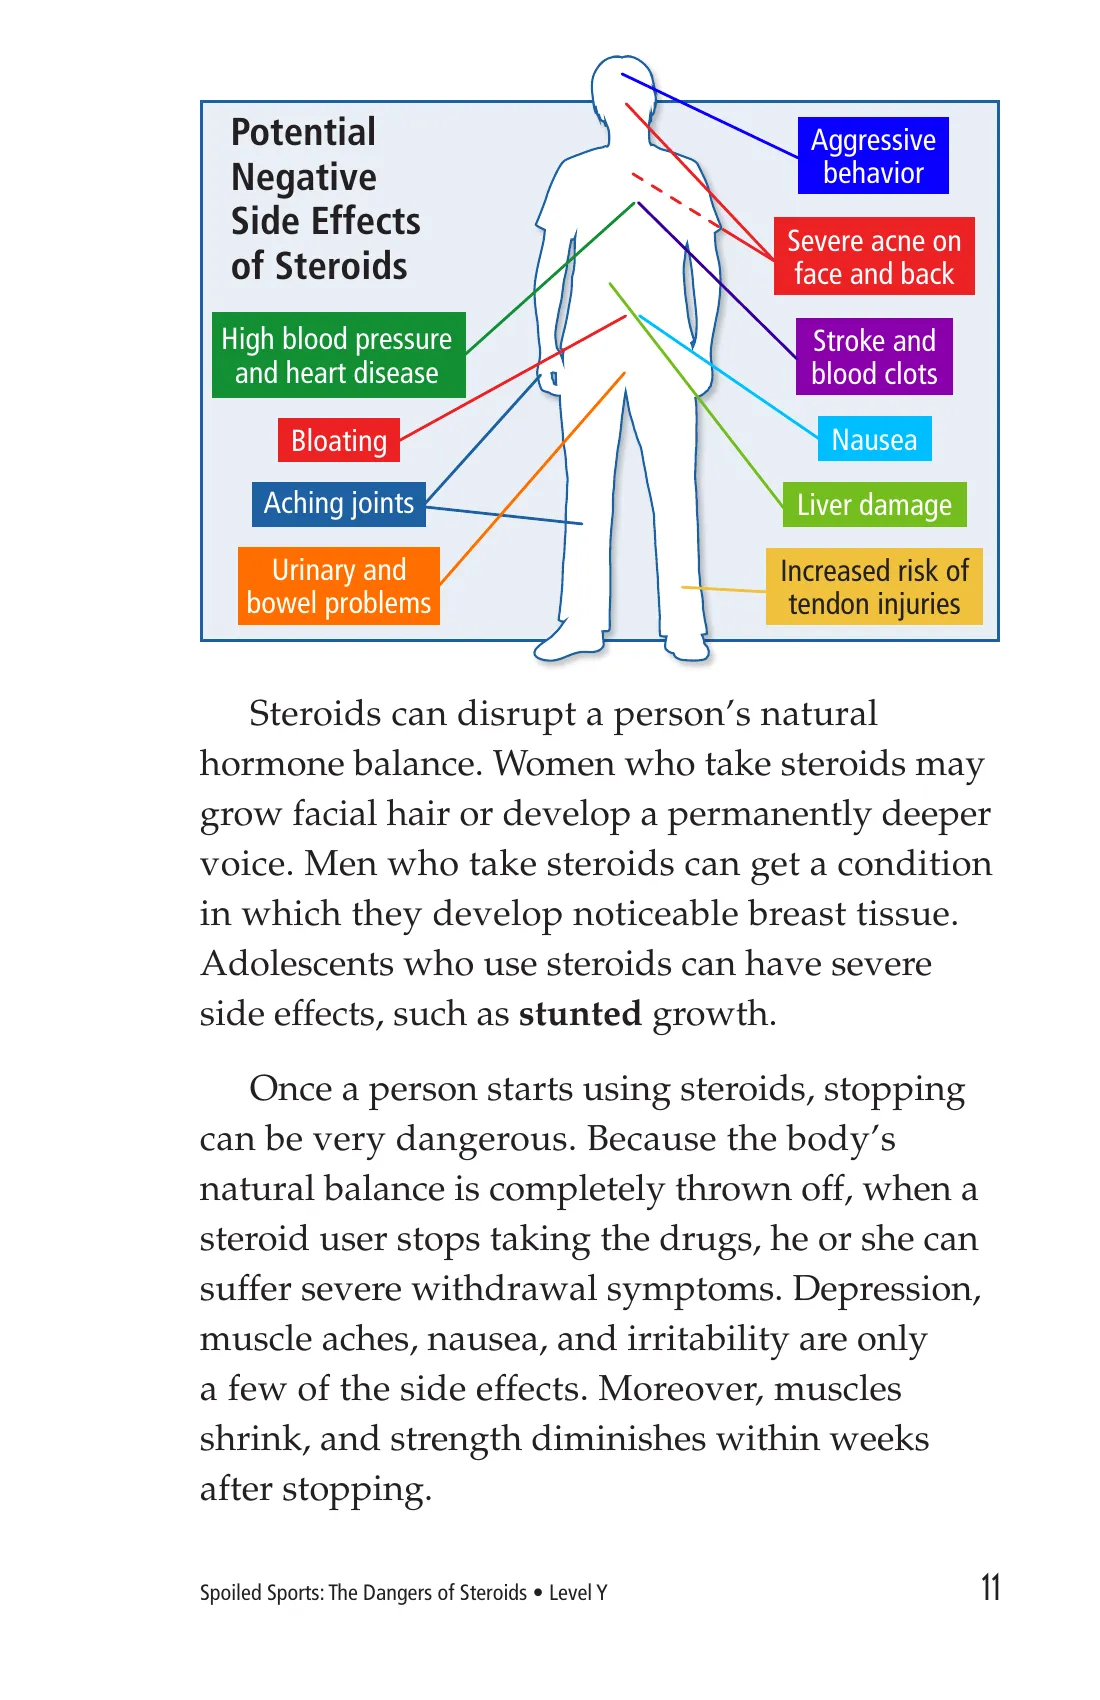 Potential
Negative
Side Effects
of Steroids
High blood pressure
and heart disease
Bloating
Aching joints
Urinary and
bowel problems
Aggressive
behavior
Severe acne on
face and back
Stroke and
blood clots
Nausea
Liver damage
Increased risk of
tendon injuries
Steroids can disrupt a person’s natural
hormone balance. Women who take steroids may
grow facial hair or develop a permanently deeper
voice. Men who take steroids can get a condition
in which they develop noticeable breast tissue.
Adolescents who use steroids can have severe
side effects, such as stunted growth.
Once a person starts using steroids, stopping
can be very dangerous. Because the body’s
natural balance is completely thrown off, when a
steroid user stops taking the drugs, he or she can
suffer severe withdrawal symptoms. Depression,
muscle aches, nausea, and irritability are only
a few of the side effects. Moreover, muscles
shrink, and strength diminishes within weeks
after stopping.
Spoiled Sports: The Dangers of Steroids • Level Y
11